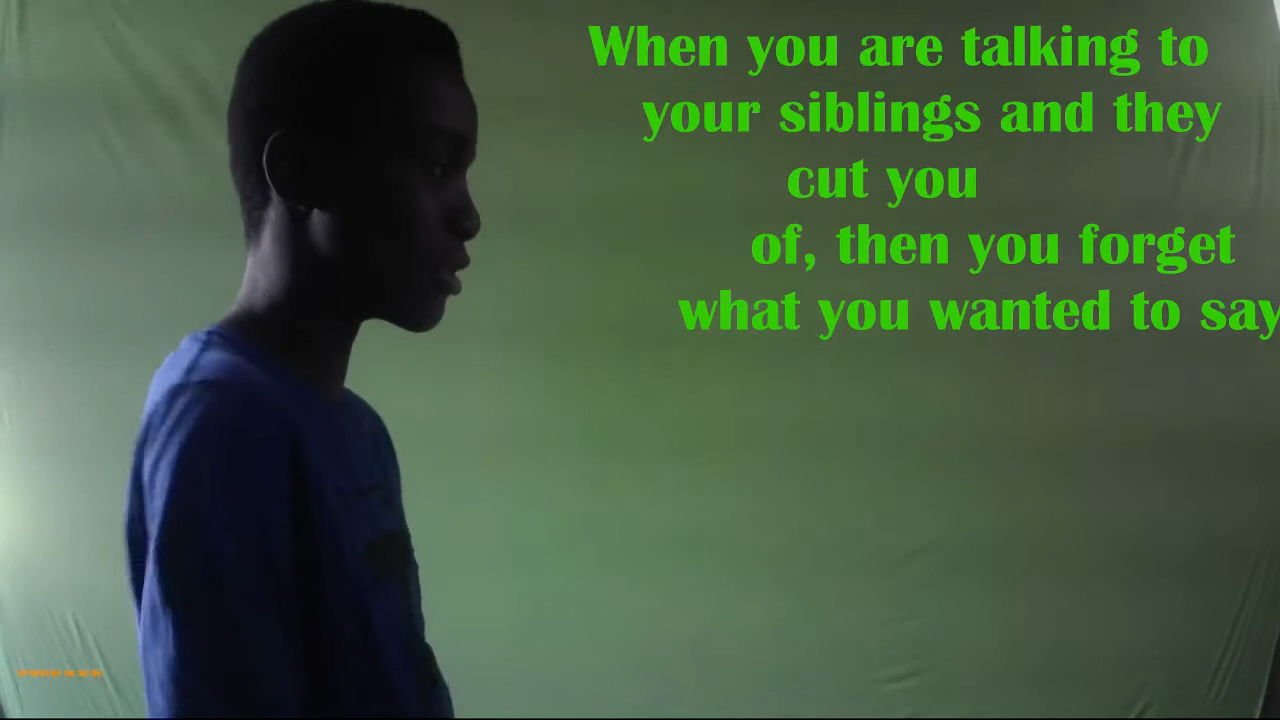 When you are talking to
your siblings and they
cut you
of, then you forget
what you wanted to say